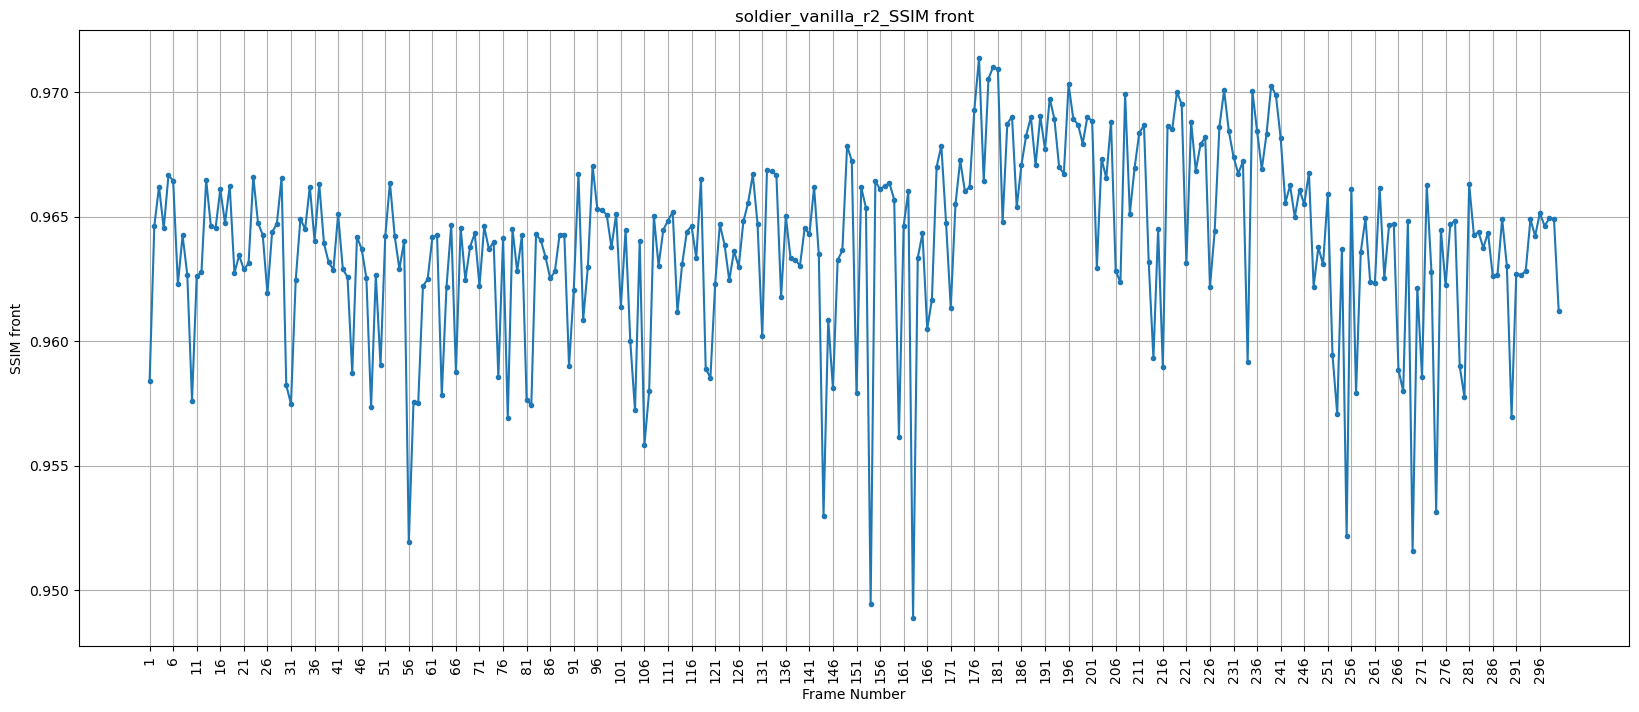 soldier_vanilla_r2_SSIM front
SSIM front
0.970
0.965
0.960
0.955
0.950
1 6 11 16 21 26 31 36 41 46 51 56 61 66 71 76 81 86 91 96 101 106 111 116 121 126 131 136 141 146 151 156 161 166 171 176 181 186 191 196 201 206 211 216 221 226 231 236 241 246 251 256 261 266 271 276 281 286 291 296
Frame Number